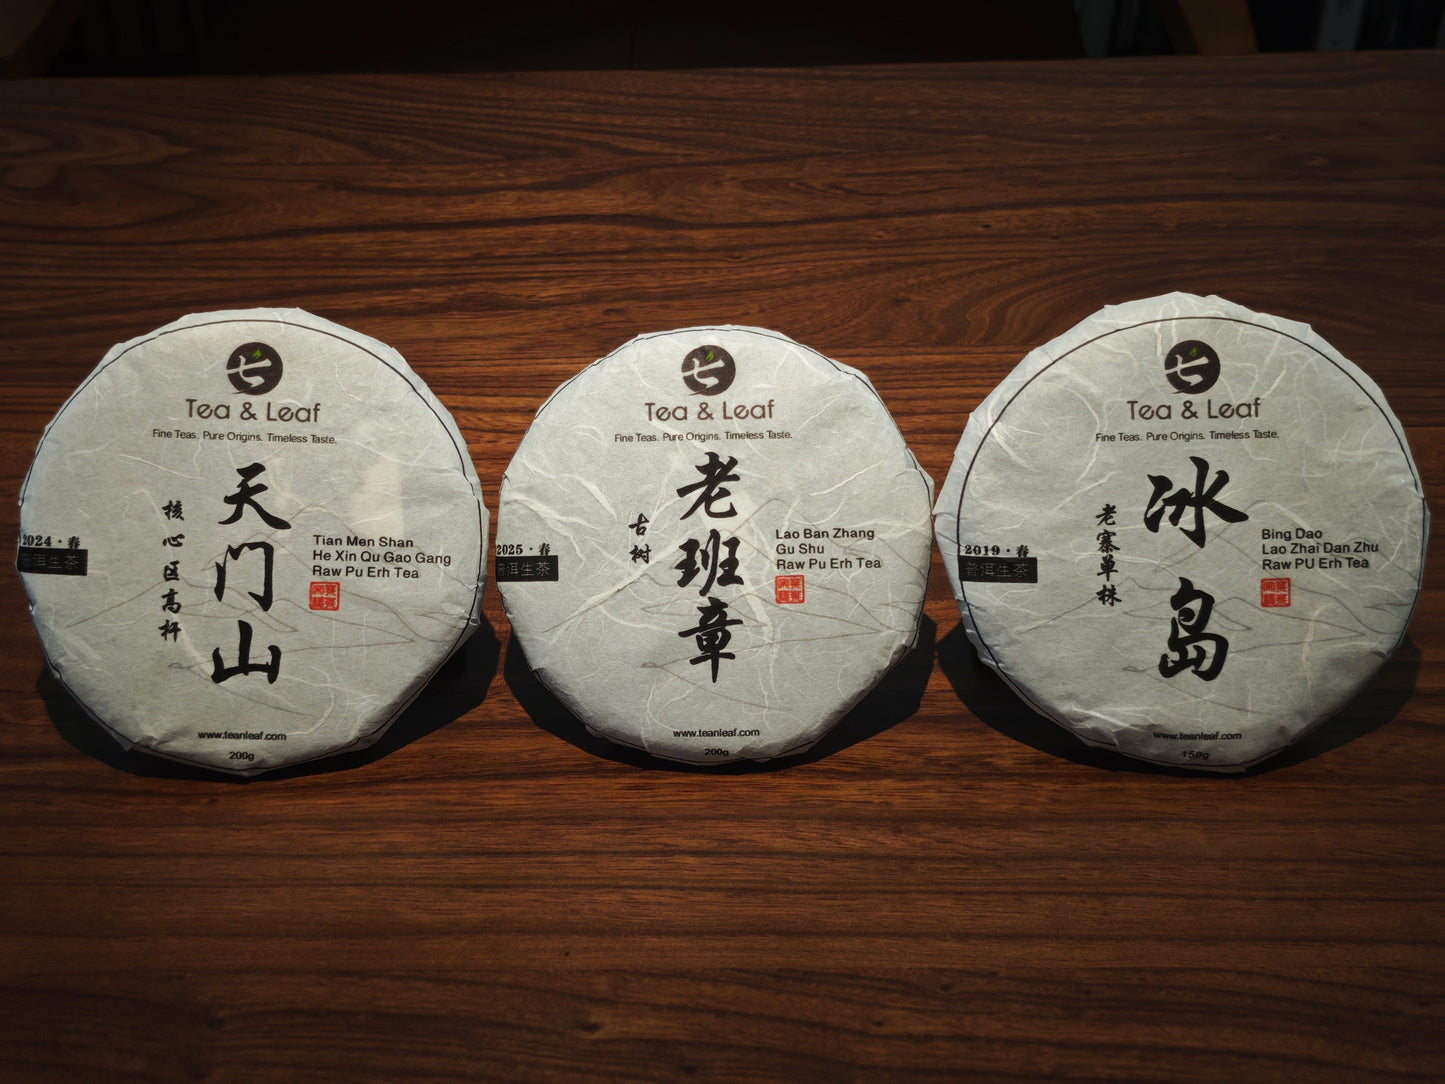 七
Tea & Leaf
Fine Teas. Pure Origins. Timeless Taste.
天门山
核心区高杆
2024·春
普洱生茶
Tian Men Shan
He Xin Qu Gao Gang
Raw Pu Erh Tea
www.teanleaf.com
200g
七
Tea & Leaf
Fine Teas. Pure Origins. Timeless Taste.
老班章
古树
2025·春
普洱生茶
Lao Ban Zhang
Gu Shu
Raw Pu Erh Tea
www.teanleaf.com
200g
七
Tea & Leaf
Fine Teas. Pure Origins. Timeless Taste.
冰岛
老寨单株
2019·春
普洱生茶
Bing Dao
Lao Zhai Dan Zhu
Raw PU Erh Tea
www.teanleaf.com
150g